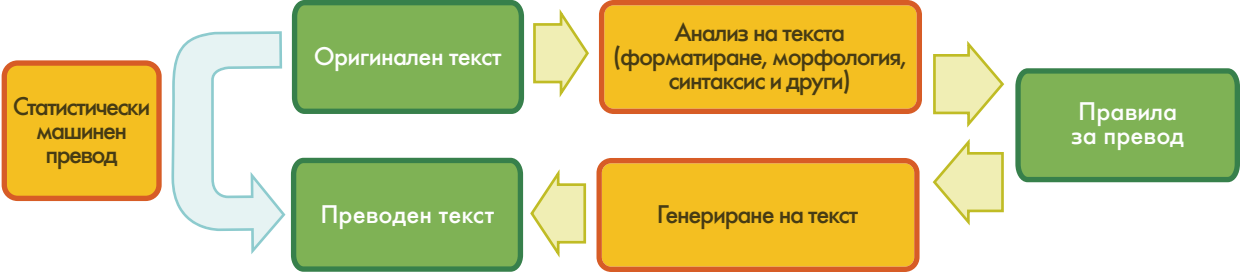 Статистически
машинен
превод
Оригинален текст
Анализ на текста
(форматиране, морфология,
синтаксис и други)
Правила
за превод
Преводен текст
Генериране на текст